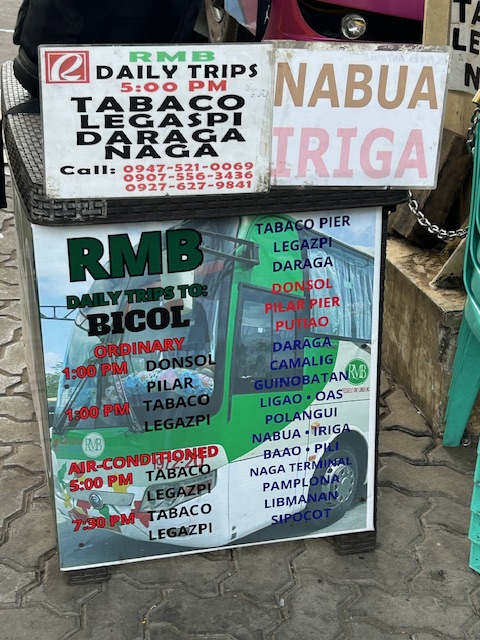 R
RMB
DAILY TRIPS
5:00 PM
TABACO
LEGASPI
DARAGA
NAGA
Call: 0947-521-0069
0907-556-3436
0927-627-9841
NABUA
IRIGA
RMB
DAILY TRIPS TO:
BICOL
ORDINARY
1:00 PM DONSOL
PILAR
1:00 PM TABACO
LEGAZPI
AIR-CONDITIONED
5:00 PM TABACO
LEGAZPI
7:30 PM TABACO
LEGAZPI
TABACO PIER
LEGAZPI
DARAGA
DONSOL
PILAR PIER
PUTIAO
DARAGA
CAMALIG
GUINOBATAN
LIGAO • OAS
POLANGUI
NABUA • IRIGA
BAAO • PILI
NAGA TERMINAL
PAMPLONA
LIBMANAN
SIPOCOT
RMB
RMB